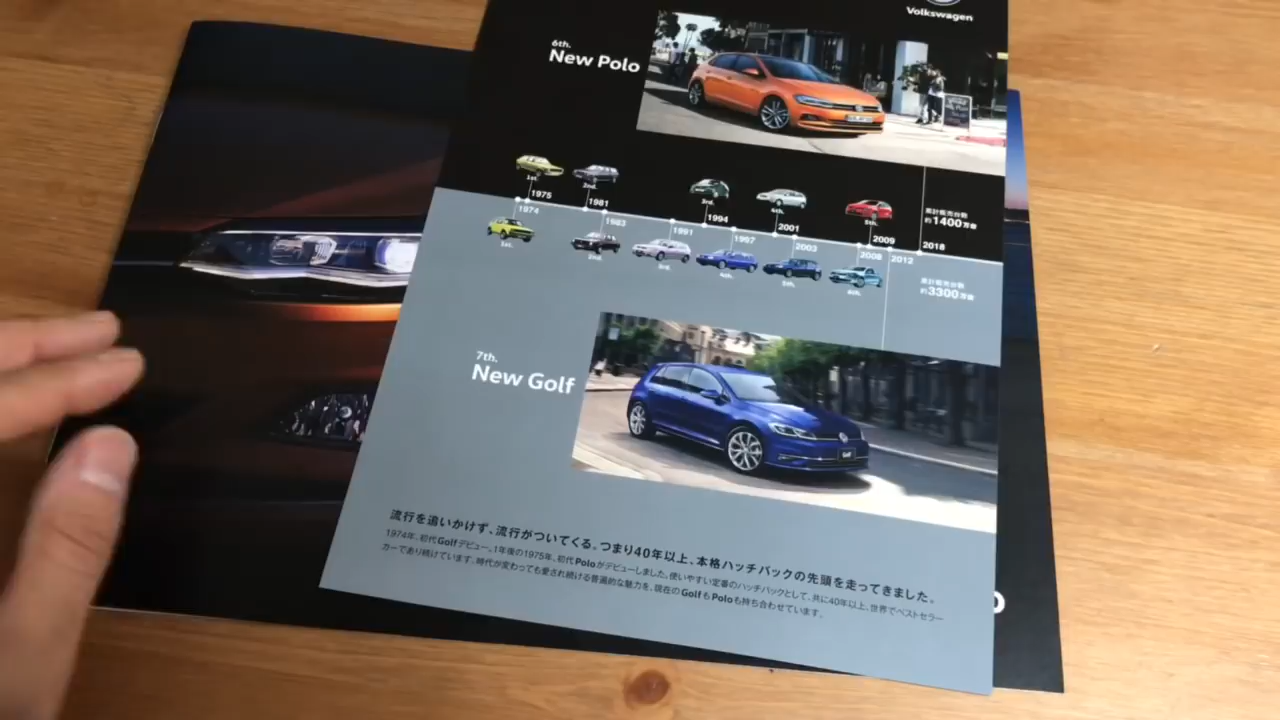 Volkswagen
6th.
New Polo
1st.
2nd.
3rd.
4th.
5th.
1975
1981
1994
2001
2009
2018
累計販売台数
約1400万台
1974
1983
1991
1997
2003
2008
2012
1st.
2nd.
3rd.
4th.
5th.
6th.
累計販売台数
約3300万台
7th.
New Golf
Golf
流行を追いかけず、流行がついてくる。つまり40年以上、本格ハッチバックの先頭を走ってきました。
1974年、初代Golfデビュー。1年後の1975年、初代Poloがデビューしました。使いやすい定番のハッチバックとして、共に40年以上、世界でベストセラー
カーであり続けています。時代が変わっても愛され続ける普遍的な魅力を、現在のGolfもPoloも持ち合わせています。
o